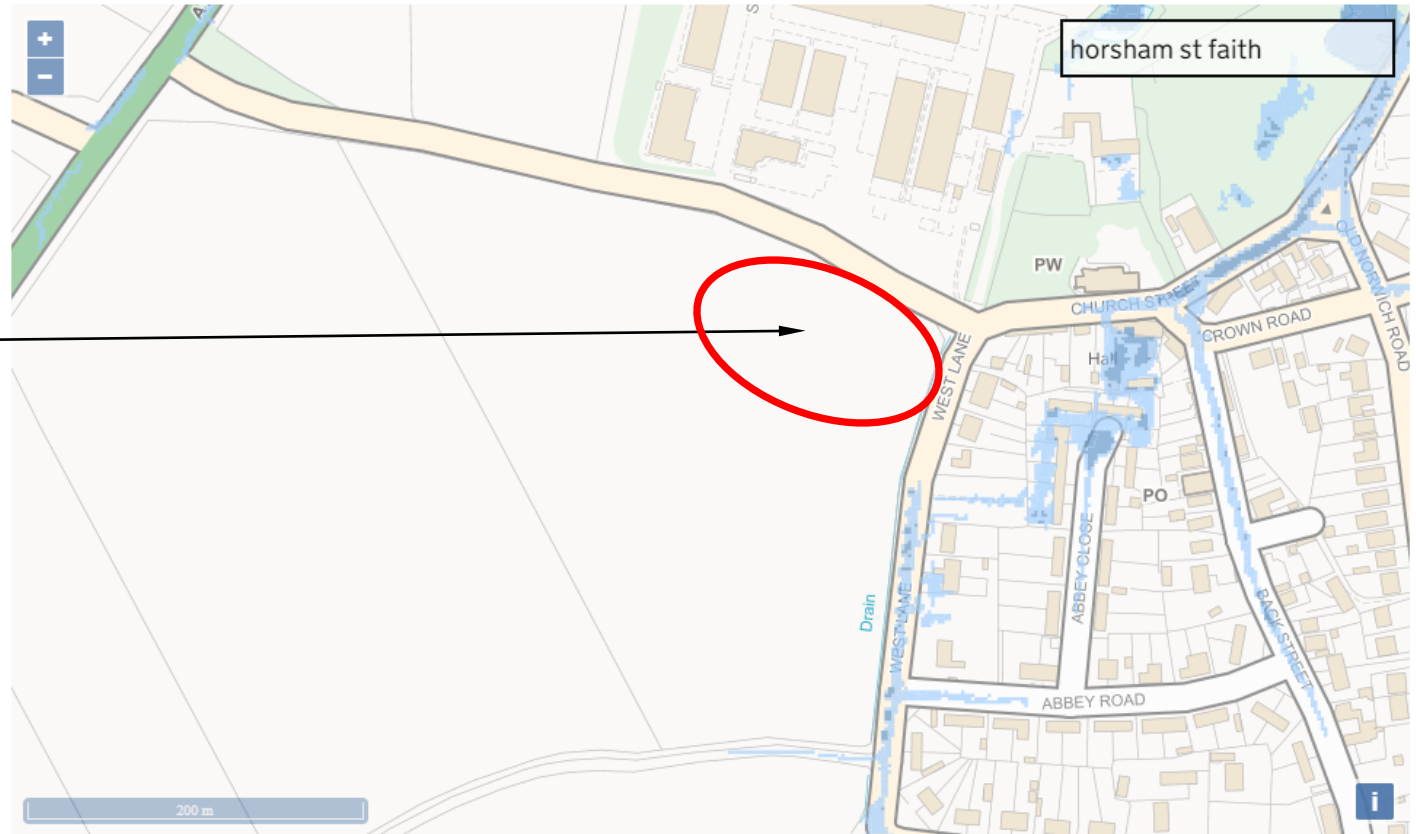 +
−
A
S
horsham st faith
PW
CHURCH STREET
OLD NORWICH ROAD
CROWN ROAD
Hall
WEST LANE
PO
ABBEY CLOSE
Drain
WEST LANE
BACK STREET
ABBEY ROAD
200 m
i